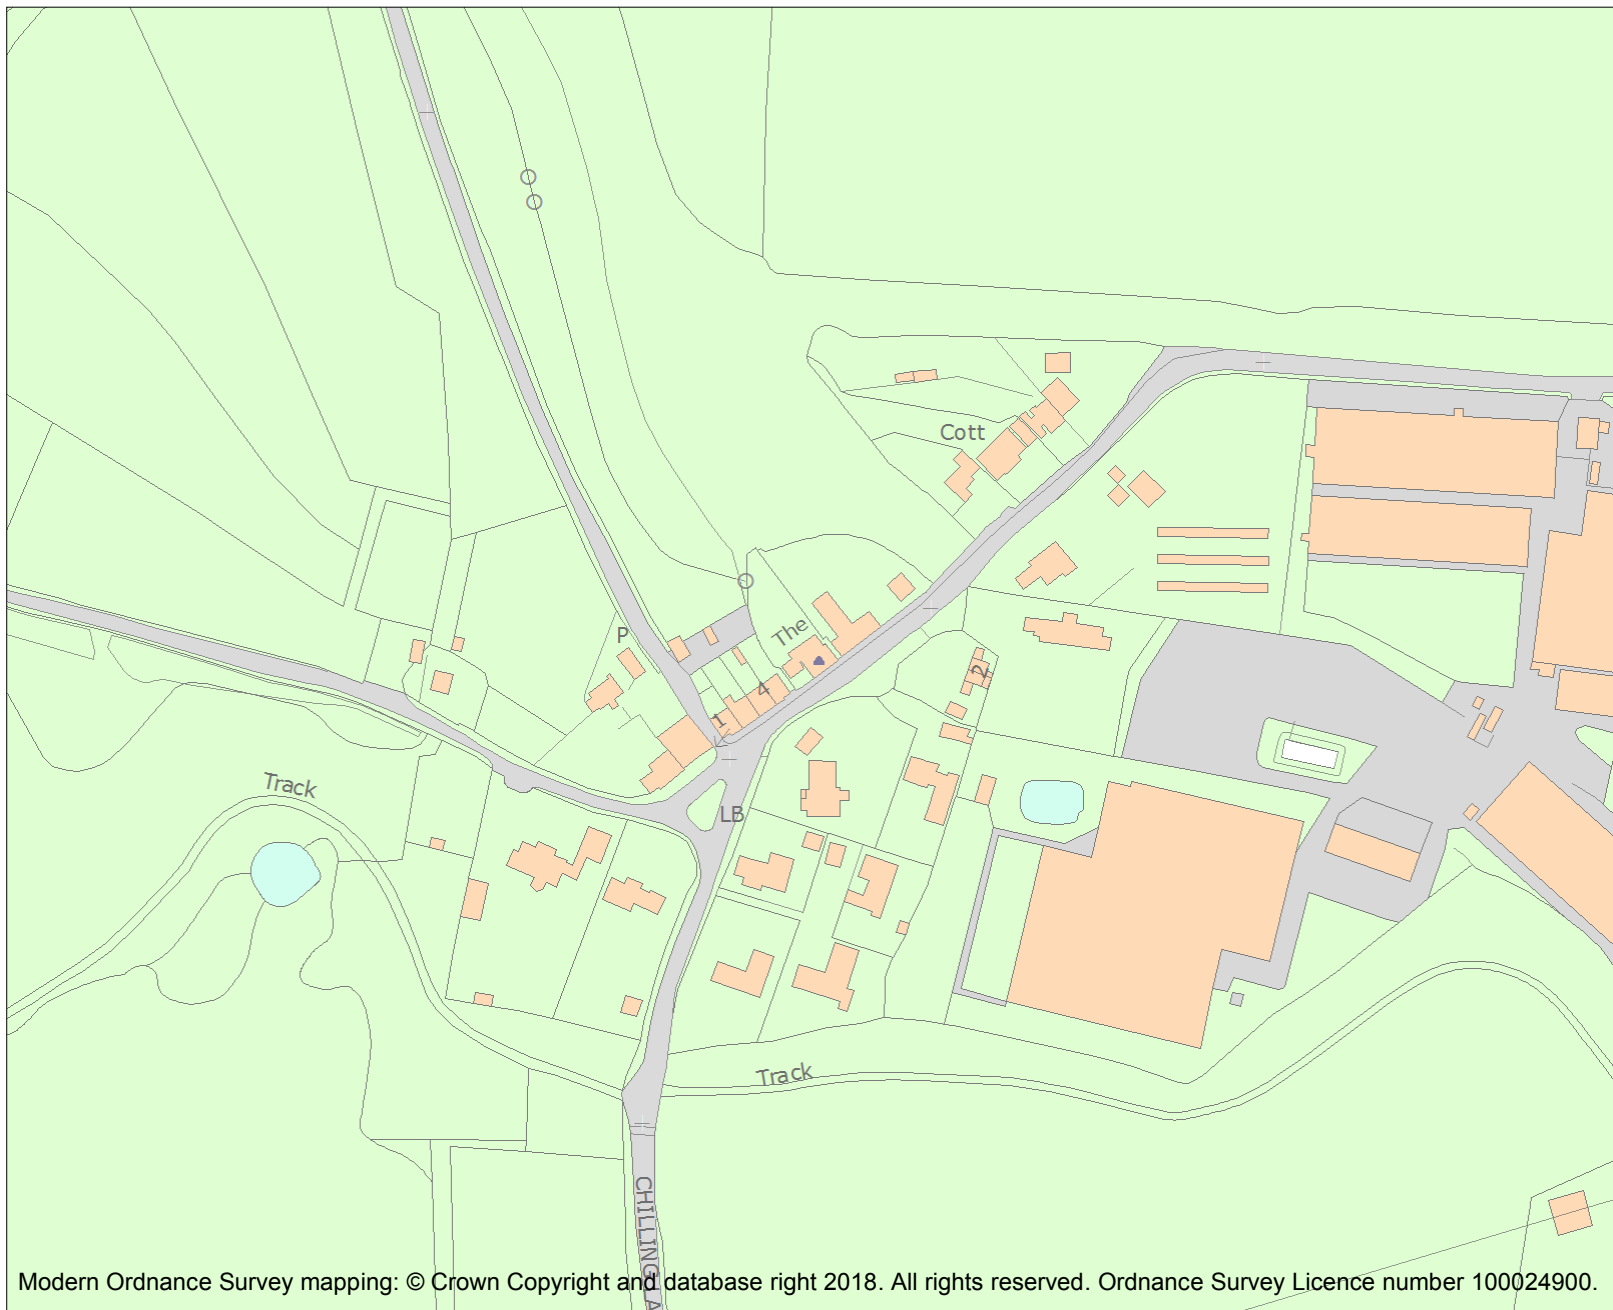 Cott
P
The
4
2
1
Track
LB
Track
CHILLING A
Modern Ordnance Survey mapping: © Crown Copyright and database right 2018. All rights reserved. Ordnance Survey Licence number 100024900.